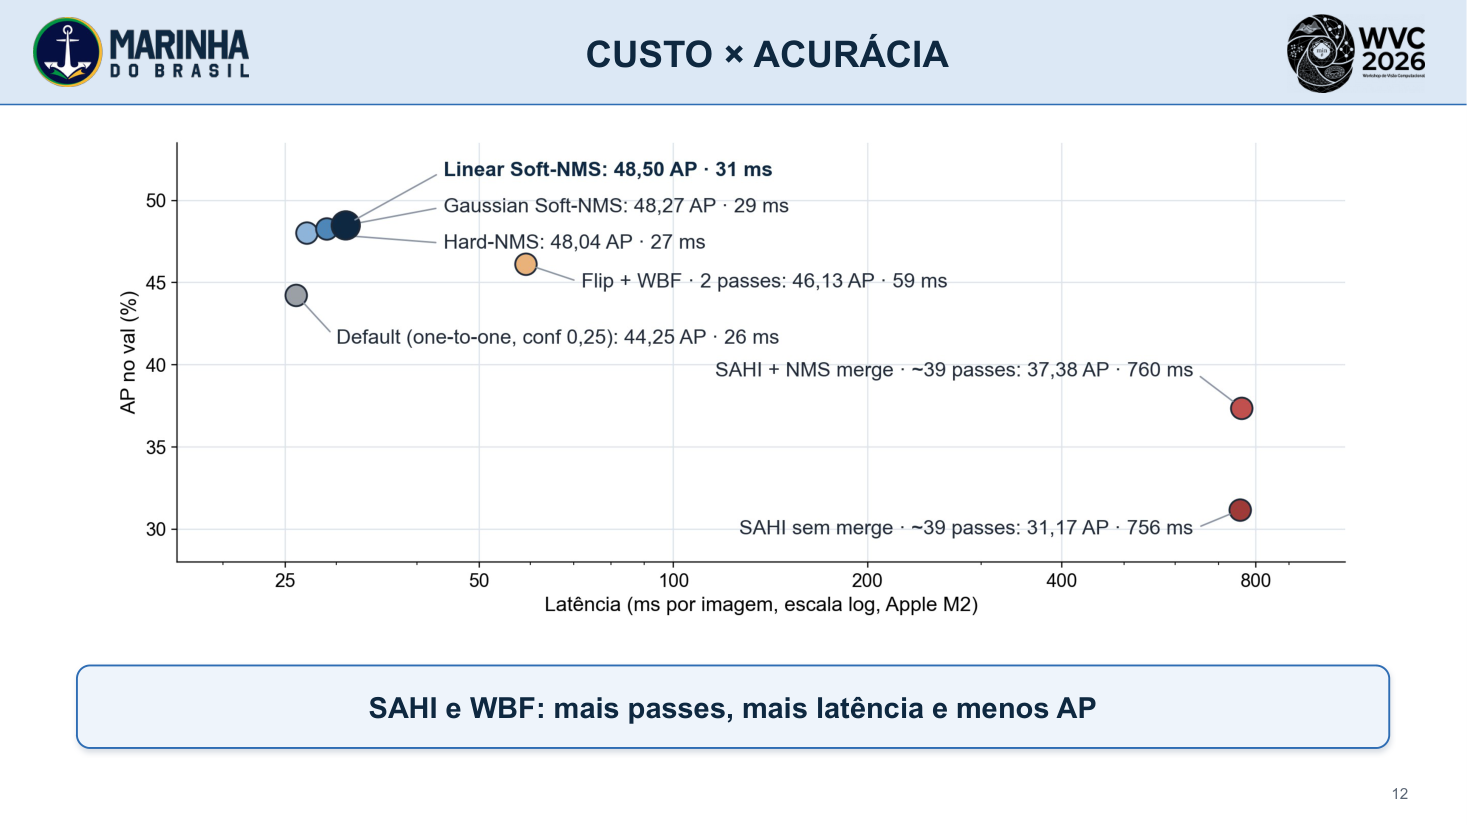 MARINHA
DO BRASIL
CUSTO × ACURÁCIA
WVC
2026
Workshop de Visão Computacional
Linear Soft-NMS: 48,50 AP · 31 ms
Gaussian Soft-NMS: 48,27 AP · 29 ms
Hard-NMS: 48,04 AP · 27 ms
Flip + WBF · 2 passes: 46,13 AP · 59 ms
Default (one-to-one, conf 0,25): 44,25 AP · 26 ms
SAHI + NMS merge · ~39 passes: 37,38 AP · 760 ms
SAHI sem merge · ~39 passes: 31,17 AP · 756 ms
AP no val (%)
50
45
40
35
30
25 50 100 200 400 800
Latência (ms por imagem, escala log, Apple M2)
SAHI e WBF: mais passes, mais latência e menos AP
12